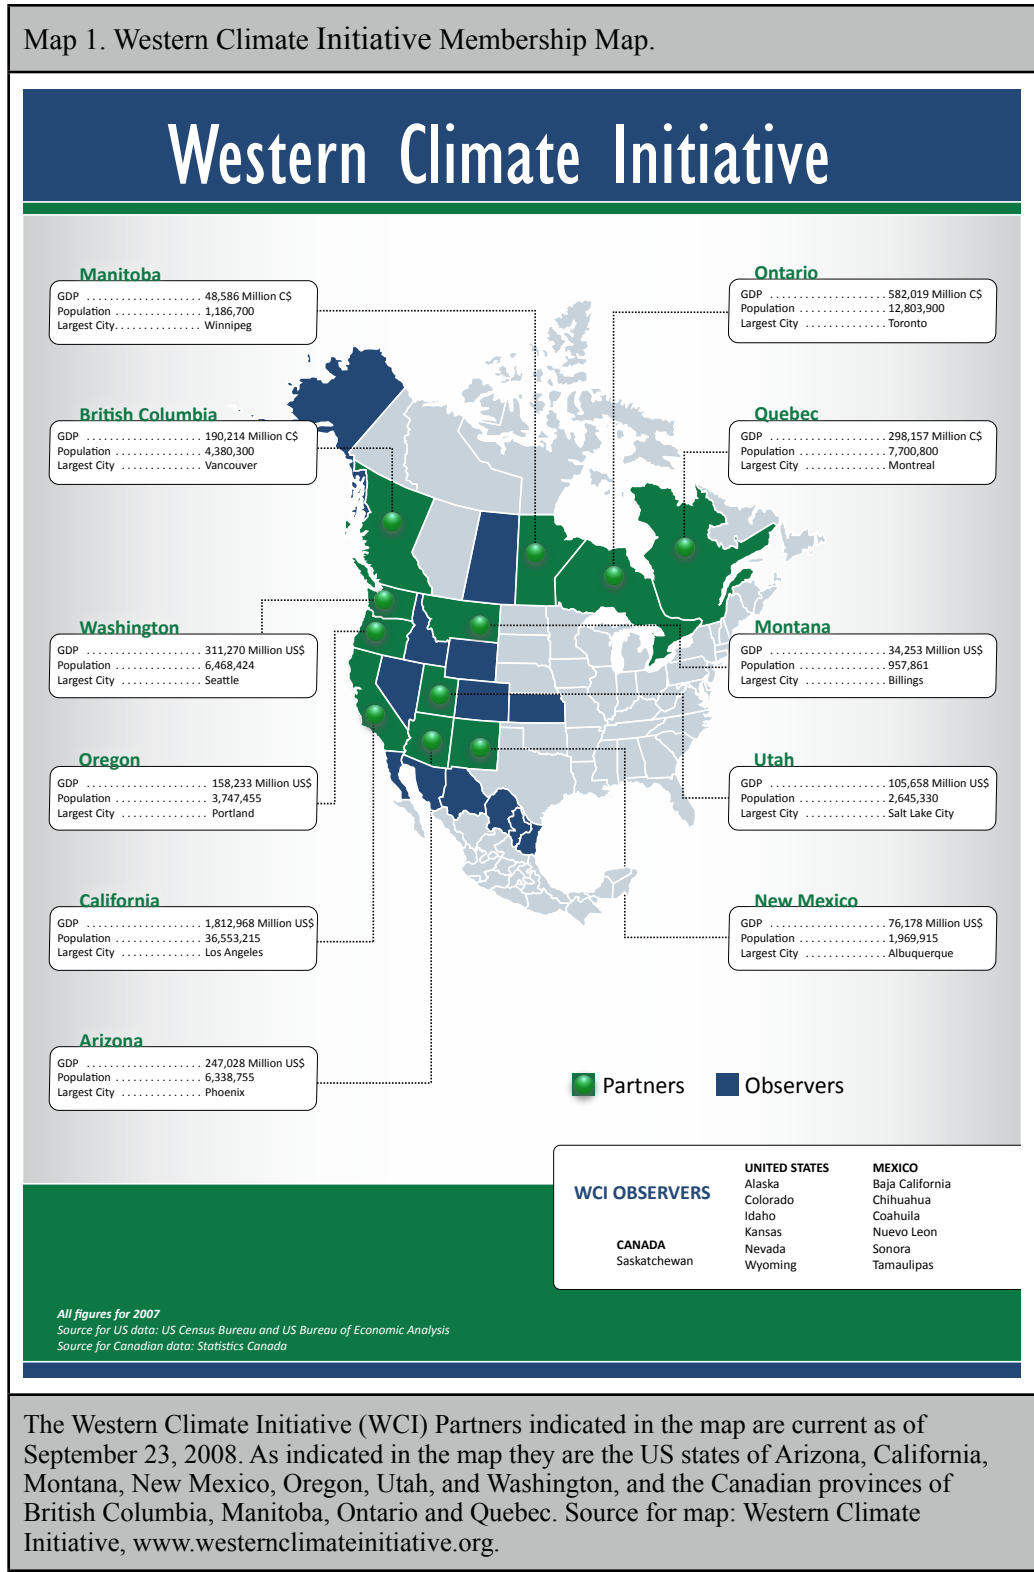 Map 1. Western Climate Initiative Membership Map.
Western Climate Initiative
Manitoba
GDP . . . . . . . . . . . . . . . . . . . . 48,586 Million C$
Population . . . . . . . . . . . . . . . 1,186,700
Largest City. . . . . . . . . . . . . . . Winnipeg
Ontario
GDP . . . . . . . . . . . . . . . . . . . . 582,019 Million C$
Population . . . . . . . . . . . . . . . 12,803,900
Largest City . . . . . . . . . . . . . . Toronto
British Columbia
GDP . . . . . . . . . . . . . . . . . . . . 190,214 Million C$
Population . . . . . . . . . . . . . . . 4,380,300
Largest City . . . . . . . . . . . . . . Vancouver
Quebec
GDP . . . . . . . . . . . . . . . . . . . . 298,157 Million C$
Population . . . . . . . . . . . . . . . 7,700,800
Largest City . . . . . . . . . . . . . . Montreal
Washington
GDP . . . . . . . . . . . . . . . . . . . . 311,270 Million US$
Population . . . . . . . . . . . . . . . 6,468,424
Largest City . . . . . . . . . . . . . . Seattle
Montana
GDP . . . . . . . . . . . . . . . . . . . . 34,253 Million US$
Population . . . . . . . . . . . . . . . 957,861
Largest City . . . . . . . . . . . . . . Billings
Oregon
GDP . . . . . . . . . . . . . . . . . . . . 158,233 Million US$
Population . . . . . . . . . . . . . . . 3,747,455
Largest City . . . . . . . . . . . . . . Portland
Utah
GDP . . . . . . . . . . . . . . . . . . . . 105,658 Million US$
Population . . . . . . . . . . . . . . . 2,645,330
Largest City . . . . . . . . . . . . . . Salt Lake City
California
GDP . . . . . . . . . . . . . . . . . . . . 1,812,968 Million US$
Population . . . . . . . . . . . . . . . 36,553,215
Largest City . . . . . . . . . . . . . . Los Angeles
New Mexico
GDP . . . . . . . . . . . . . . . . . . . . 76,178 Million US$
Population . . . . . . . . . . . . . . . 1,969,915
Largest City . . . . . . . . . . . . . . Albuquerque
Arizona
GDP . . . . . . . . . . . . . . . . . . . . 247,028 Million US$
Population . . . . . . . . . . . . . . . 6,338,755
Largest City . . . . . . . . . . . . . . Phoenix
Partners
Observers
WCI OBSERVERS
CANADA
Saskatchewan
UNITED STATES
Alaska
Colorado
Idaho
Kansas
Nevada
Wyoming
MEXICO
Baja California
Chihuahua
Coahuila
Nuevo Leon
Sonora
Tamaulipas
All figures for 2007
Source for US data: US Census Bureau and US Bureau of Economic Analysis
Source for Canadian data: Statistics Canada
The Western Climate Initiative (WCI) Partners indicated in the map are current as of
September 23, 2008. As indicated in the map they are the US states of Arizona, California,
Montana, New Mexico, Oregon, Utah, and Washington, and the Canadian provinces of
British Columbia, Manitoba, Ontario and Quebec. Source for map: Western Climate
Initiative, www.westernclimateinitiative.org.